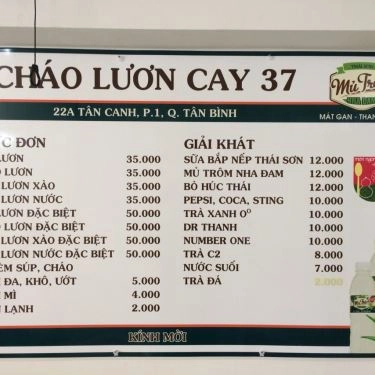 CHÁO LƯƠN CAY 37
22A TÂN CANH, P.1, Q. TÂN BÌNH
MÁT GAN - THAN
ĐƠN
LƯƠN 35.000
LƯƠN 35.000
LƯƠN XÀO 35.000
LƯƠN NƯỚC 35.000
LƯƠN ĐẶC BIỆT 50.000
LƯƠN ĐẶC BIỆT 50.000
LƯƠN XÀO ĐẶC BIỆT 50.000
LƯƠN NƯỚC ĐẶC BIỆT 50.000
ÊM SÚP, CHÁO
ĐA, KHÔ, ƯỚT 5.000
MÌ 4.000
LẠNH 2.000
GIẢI KHÁT
SỮA BẮP NẾP THÁI SƠN 12.000
MỦ TRÔM NHA ĐAM 12.000
BÒ HÚC THÁI 12.000
PEPSI, COCA, STING 10.000
TRÀ XANH 0° 10.000
DR THANH 10.000
NUMBER ONE 10.000
TRÀ C2 8.000
NƯỚC SUỐI 7.000
TRÀ ĐÁ 2.000
KÍNH MỜI